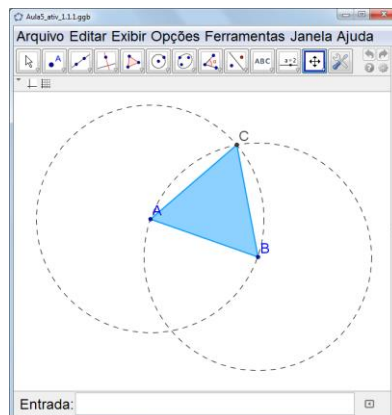 Aula5_ativ_1.1.1.ggb
Arquivo Editar Exibir Opções Ferramentas Janela Ajuda
A ABC a=2
C
A
B
Entrada: